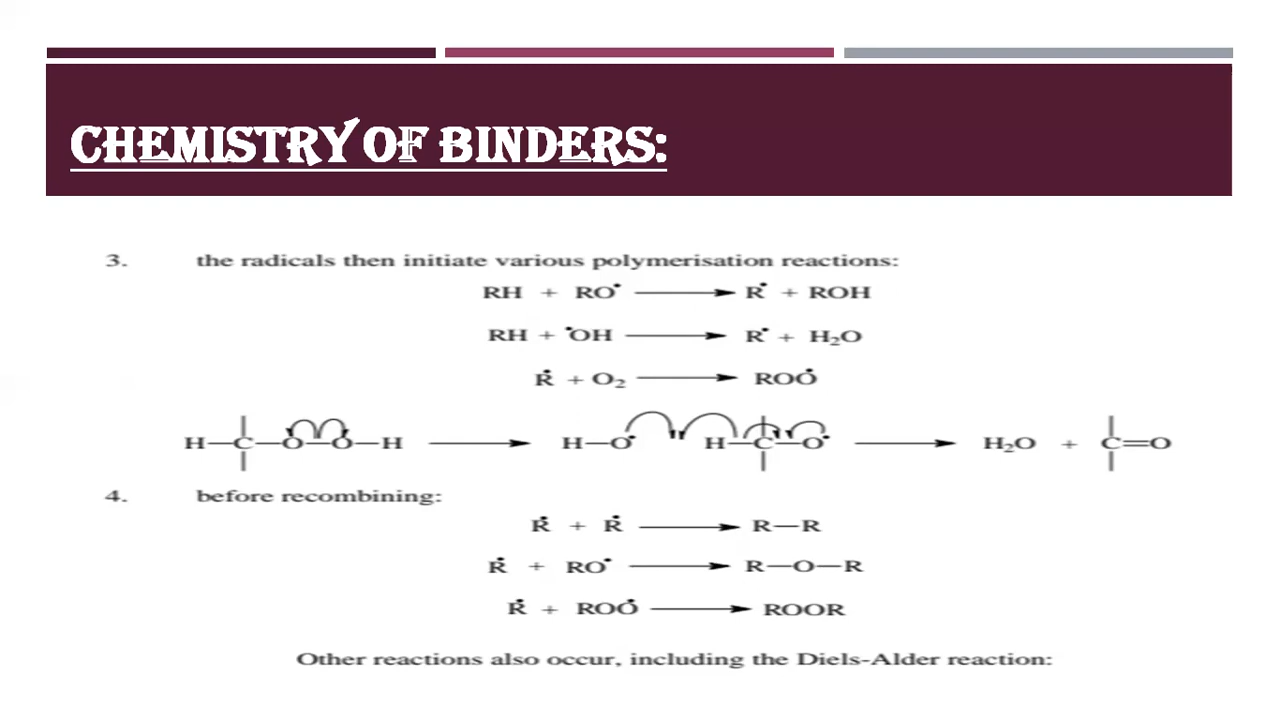 CHEMISTRY OF BINDERS:
3. the radicals then initiate various polymerisation reactions:
RH + RO• ⟶ R• + ROH
RH + •OH ⟶ R• + H₂O
R• + O₂ ⟶ ROO•
H—C—O—O—H ⟶ H—O• H—C—O• ⟶ H₂O + C=O
4. before recombining:
R• + R• ⟶ R—R
R• + RO• ⟶ R—O—R
R• + ROO• ⟶ ROOR
Other reactions also occur, including the Diels-Alder reaction: